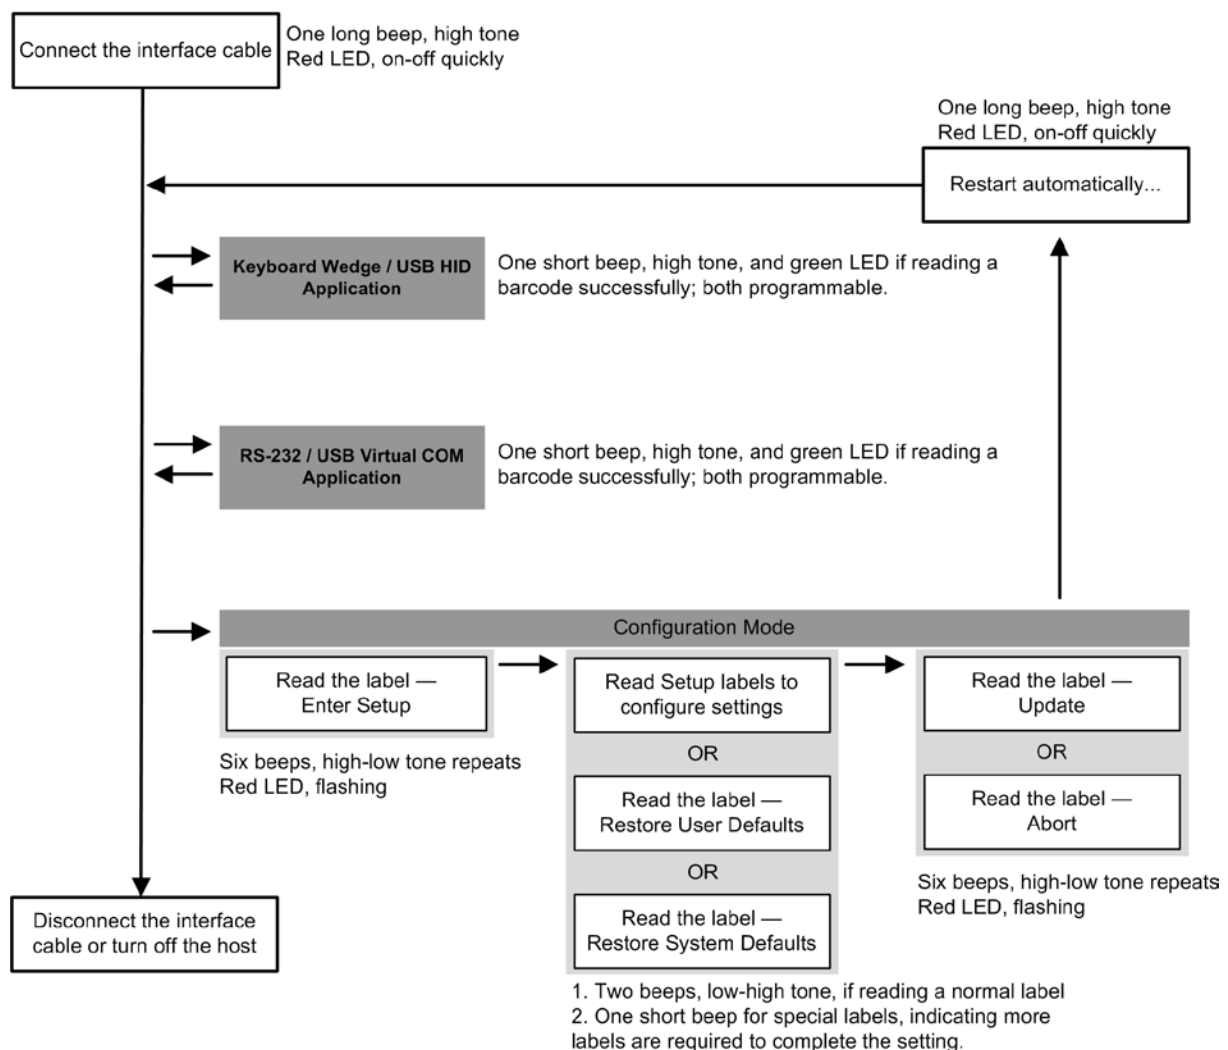 Connect the interface cable
One long beep, high tone
Red LED, on-off quickly
One long beep, high tone
Red LED, on-off quickly
Restart automatically...
Keyboard Wedge / USB HID
Application
One short beep, high tone, and green LED if reading a
barcode successfully; both programmable.
RS-232 / USB Virtual COM
Application
One short beep, high tone, and green LED if reading a
barcode successfully; both programmable.
Configuration Mode
Read the label —
Enter Setup
Six beeps, high-low tone repeats
Red LED, flashing
Read Setup labels to
configure settings
OR
Read the label —
Restore User Defaults
OR
Read the label —
Restore System Defaults
1. Two beeps, low-high tone, if reading a normal label
2. One short beep for special labels, indicating more
labels are required to complete the setting.
Read the label —
Update
OR
Read the label —
Abort
Six beeps, high-low tone repeats
Red LED, flashing
Disconnect the interface
cable or turn off the host